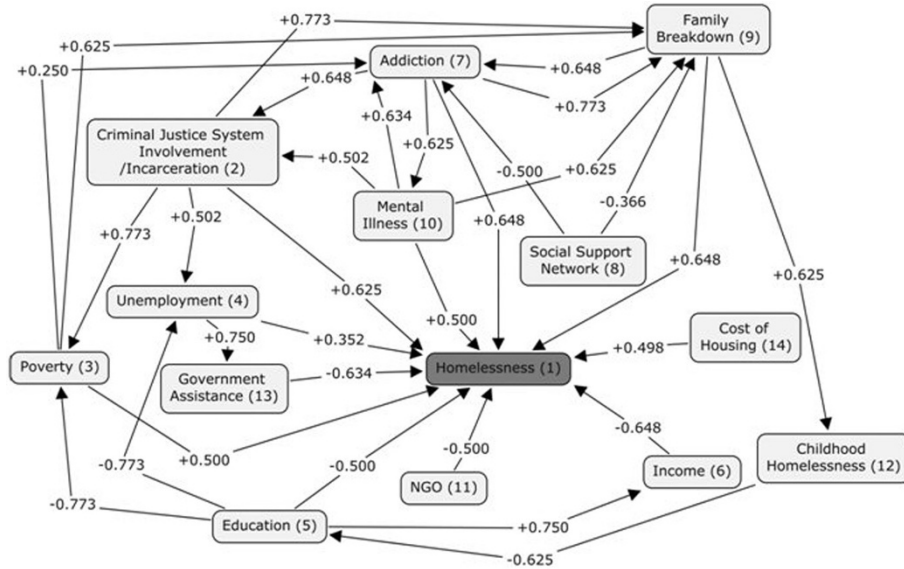 +0.773
Family
Breakdown (9)
+0.625
+0.250
Addiction (7)
+0.648
+0.648
+0.773
Criminal Justice System
Involvement
/Incarceration (2)
+0.634
+0.625
+0.502
-0.500
+0.625
Mental
Illness (10)
-0.366
+0.502
+0.773
+0.648
Social Support
Network (8)
+0.648
+0.625
+0.625
Unemployment (4)
+0.500
Cost of
Housing (14)
+0.750
+0.352
+0.498
Poverty (3)
Government
Assistance (13)
-0.634
Homelessness (1)
-0.648
+0.500
-0.773
-0.500
-0.500
Childhood
Homelessness (12)
Income (6)
NGO (11)
-0.773
Education (5)
+0.750
-0.625